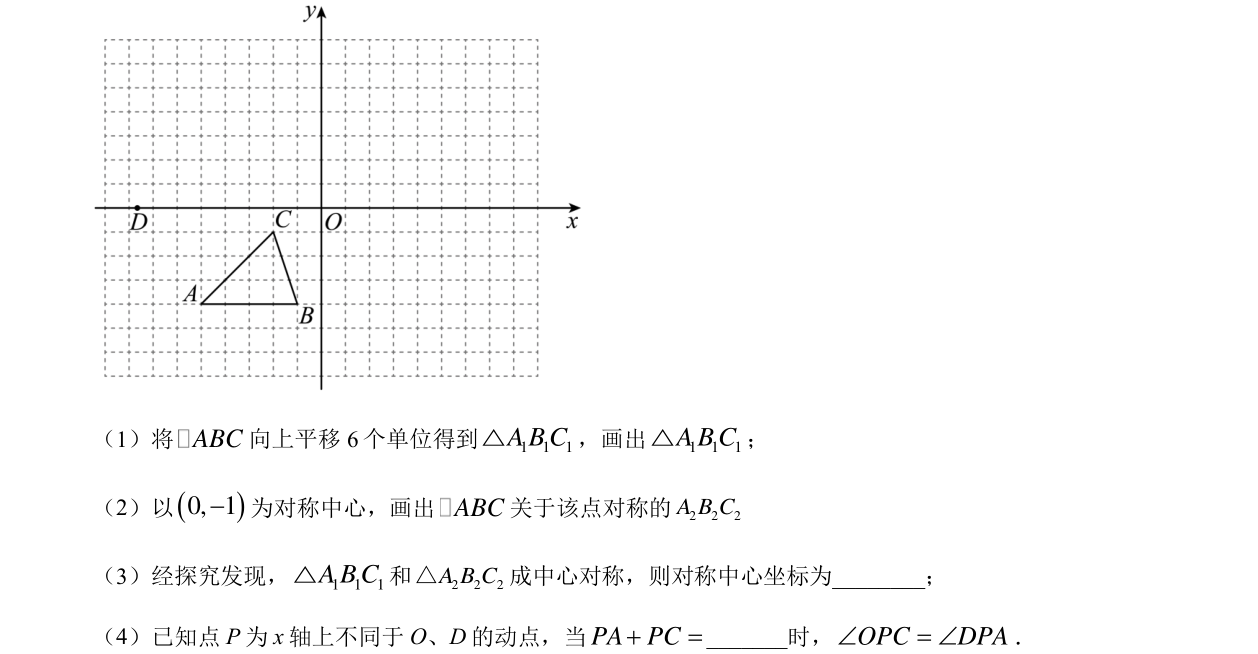 y
D
C
O
x
A
B
(1)将□ABC向上平移6个单位得到△A₁B₁C₁,画出△A₁B₁C₁;
(2)以(0,−1)为对称中心,画出□ABC关于该点对称的A₂B₂C₂
(3)经探究发现,△A₁B₁C₁和△A₂B₂C₂成中心对称,则对称中心坐标为________;
(4)已知点P为x轴上不同于O、D的动点,当PA+PC=_______时,∠OPC=∠DPA.